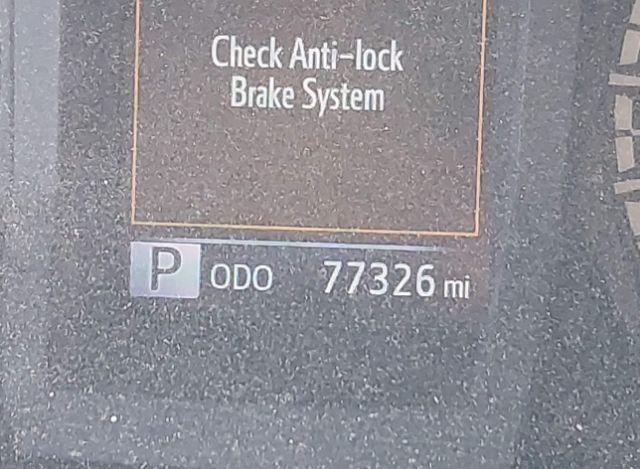 Check Anti-lock
Brake System
P ODO 77326 mi